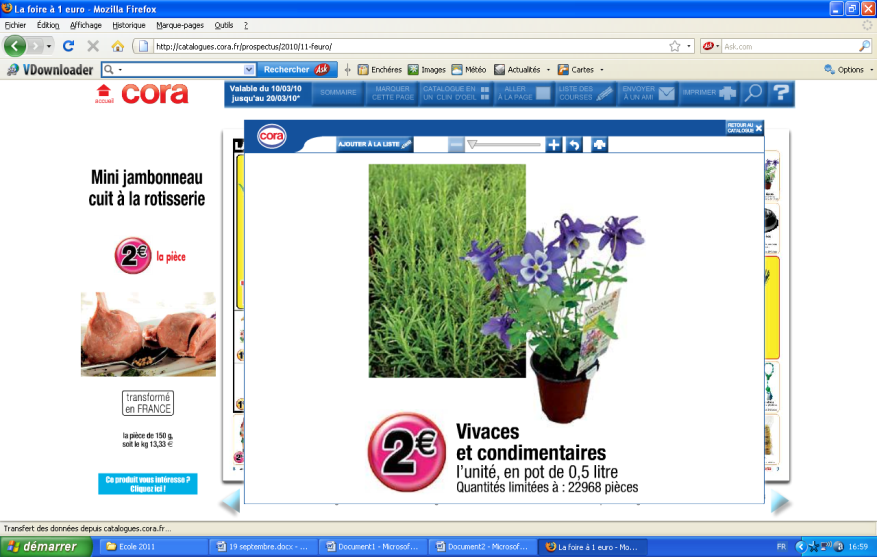 La foire à 1 euro - Mozilla Firefox
Fichier Édition Affichage Historique Marque-pages Outils ?
http://catalogues.cora.fr/prospectus/2010/11-feuro/
Ask.com
VDownloader
Rechercher Ask
Enchéres Images Météo Actualités Cartes
Options
accueil
cora
Valable du 10/03/10
jusqu'au 20/03/10*
SOMMAIRE
MARQUER
CETTE PAGE
CATALOGUE EN
UN CLIN D'OEIL
ALLER
À LA PAGE
LISTE DES
COURSES
ENVOYER
À UN AMI
IMPRIMER
?
cora
RETOUR AU
CATALOGUE X
AJOUTER À LA LISTE
Mini jambonneau
cuit à la rotisserie
2€ la pièce
transformé
en FRANCE
la pièce de 150 g,
soit le kg 13,33 €
Ce produit vous intéresse ?
Cliquez ici !
2€
Vivaces
et condimentaires
l'unité, en pot de 0,5 litre
Quantités limitées à : 22968 pièces
Transfert des données depuis catalogues.cora.fr...
démarrer
Ecole 2011
19 septembre.docx - ...
Document1 - Microsof...
Document2 - Microsof...
La foire à 1 euro - Mo...
FR
16:59